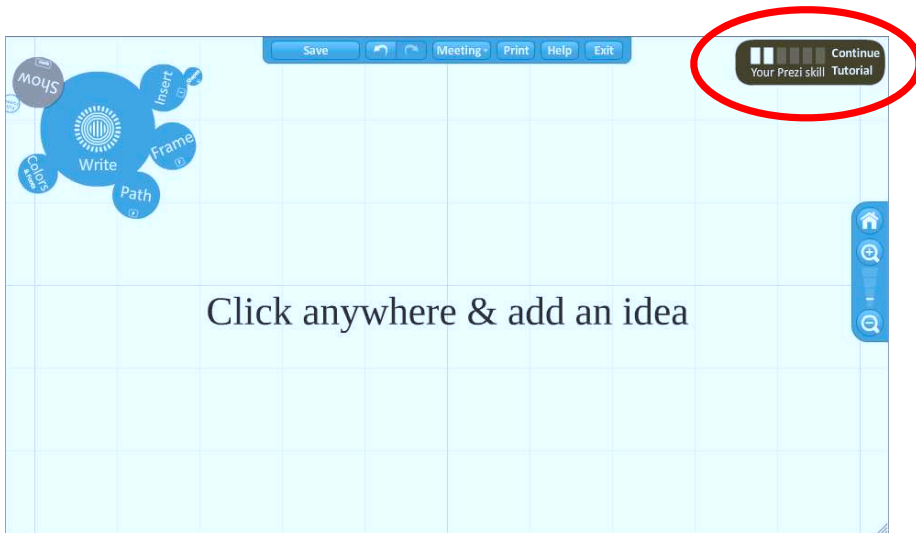 Save
Meeting
Print
Help
Exit
Continue
Your Prezi skill Tutorial
Show
Insert
Frame
Write
Colors
Path
Click anywhere & add an idea